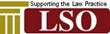 Supporting the Law Practice
LSO